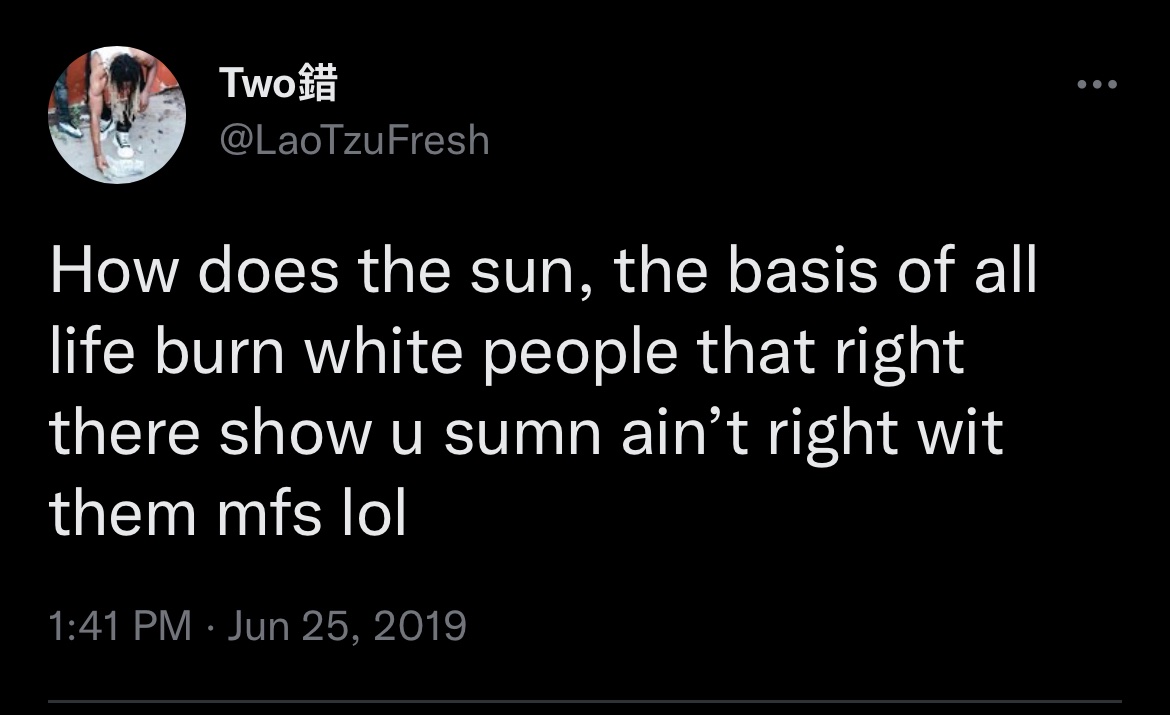 Two錯
@LaoTzuFresh
How does the sun, the basis of all
life burn white people that right
there show u sumn ain’t right wit
them mfs lol
1:41 PM · Jun 25, 2019